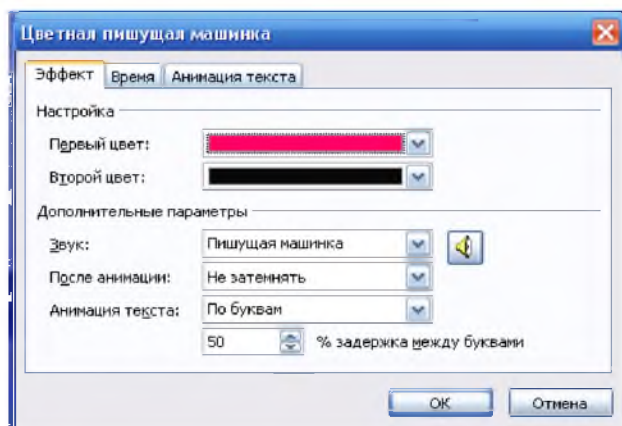 Цветная пишущая машинка
Эффект Время Анимация текста
Настройка
Первый цвет:
Второй цвет:
Дополнительные параметры
Звук: Пишущая машинка
После анимации: Не затемнять
Анимация текста: По буквам
50 % задержка между буквами
ОК Отмена